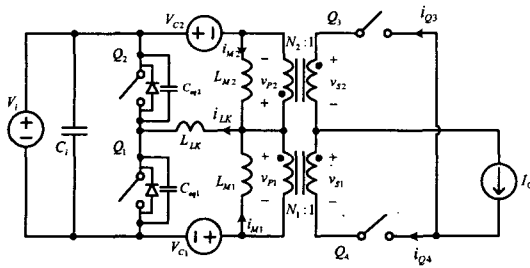 V_C2
i_M2
N_2:1
Q_3
i_Q3
Q_2
L_M2
v_P2
v_S2
C_eq2
V_i
C_i
i_LK
L_LK
Q_1
I_O
C_eq1
L_M1
v_P1
v_S1
N_1:1
i_M1
V_C1
Q_4
i_Q4